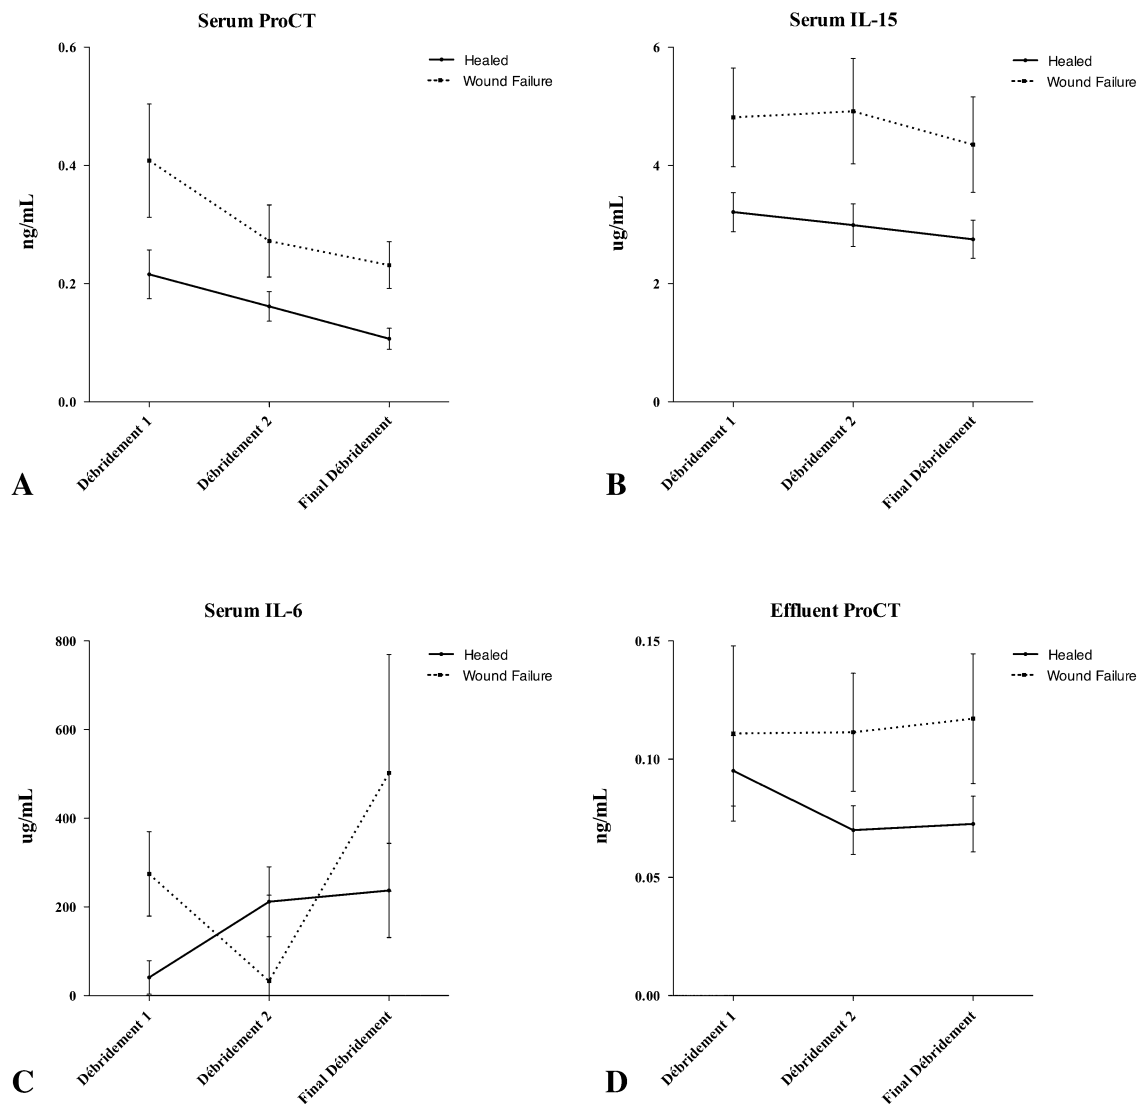 Serum ProCT
0.6
0.4
0.2
0.0
ng/mL
Healed
Wound Failure
Débridement 1
Débridement 2
Final Débridement
A
Serum IL-15
6
4
2
0
ug/mL
Healed
Wound Failure
Débridement 1
Débridement 2
Final Débridement
B
Serum IL-6
800
600
400
200
0
ug/mL
Healed
Wound Failure
Débridement 1
Débridement 2
Final Débridement
C
Effluent ProCT
0.15
0.10
0.05
0.00
ng/mL
Healed
Wound Failure
Débridement 1
Débridement 2
Final Débridement
D